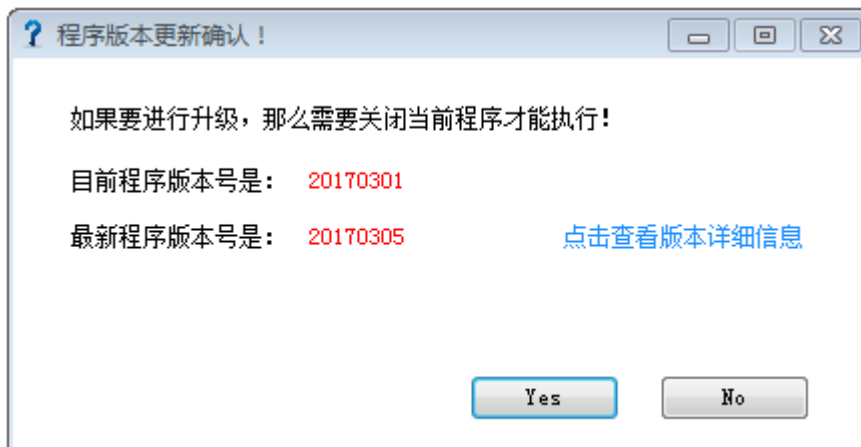 程序版本更新确认！
如果要进行升级，那么需要关闭当前程序才能执行！
目前程序版本号是： 20170301
最新程序版本号是： 20170305 点击查看版本详细信息
Yes No